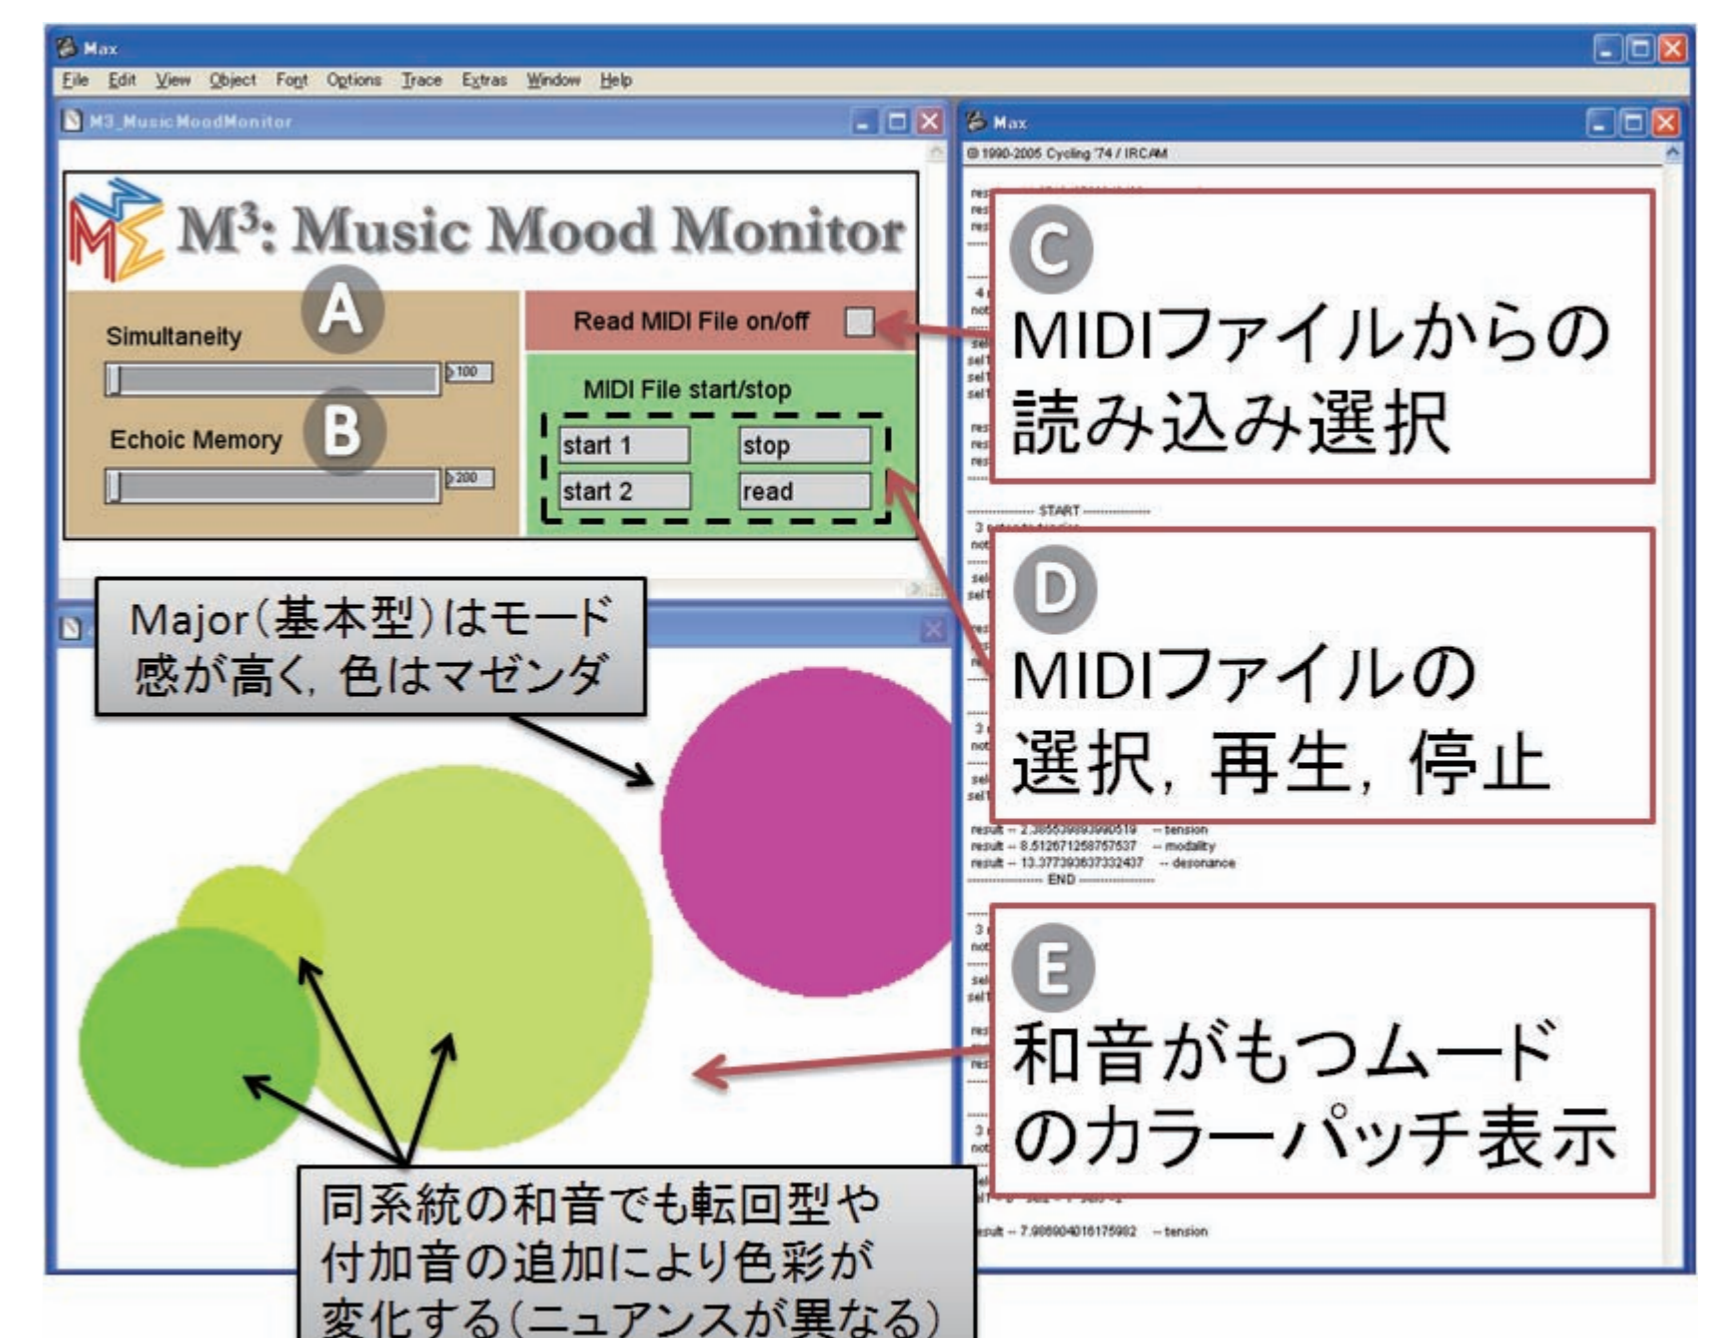 Max
File Edit View Object Font Options Trace Extras Window Help
M3_MusicMoodMonitor
M³: Music Mood Monitor
A
Simultaneity
100
B
Echoic Memory
200
Read MIDI File on/off
MIDI File start/stop
start 1 stop
start 2 read
Major(基本型)はモード
感が高く, 色はマゼンダ
同系統の和音でも転回型や
付加音の追加により色彩が
変化する(ニュアンスが異なる)
Max
© 1990-2005 Cycling '74 / IRCAM
C
MIDIファイルからの
読み込み選択
---------------- START ----------------
D
MIDIファイルの
選択, 再生, 停止
result -- 2.385539893990519 -- tension
result -- 8.512671258757537 -- modality
result -- 13.377393637332437 -- desonance
------------------ END ------------------
E
和音がもつムード
のカラーパッチ表示
result -- 7.986904016175982 -- tension